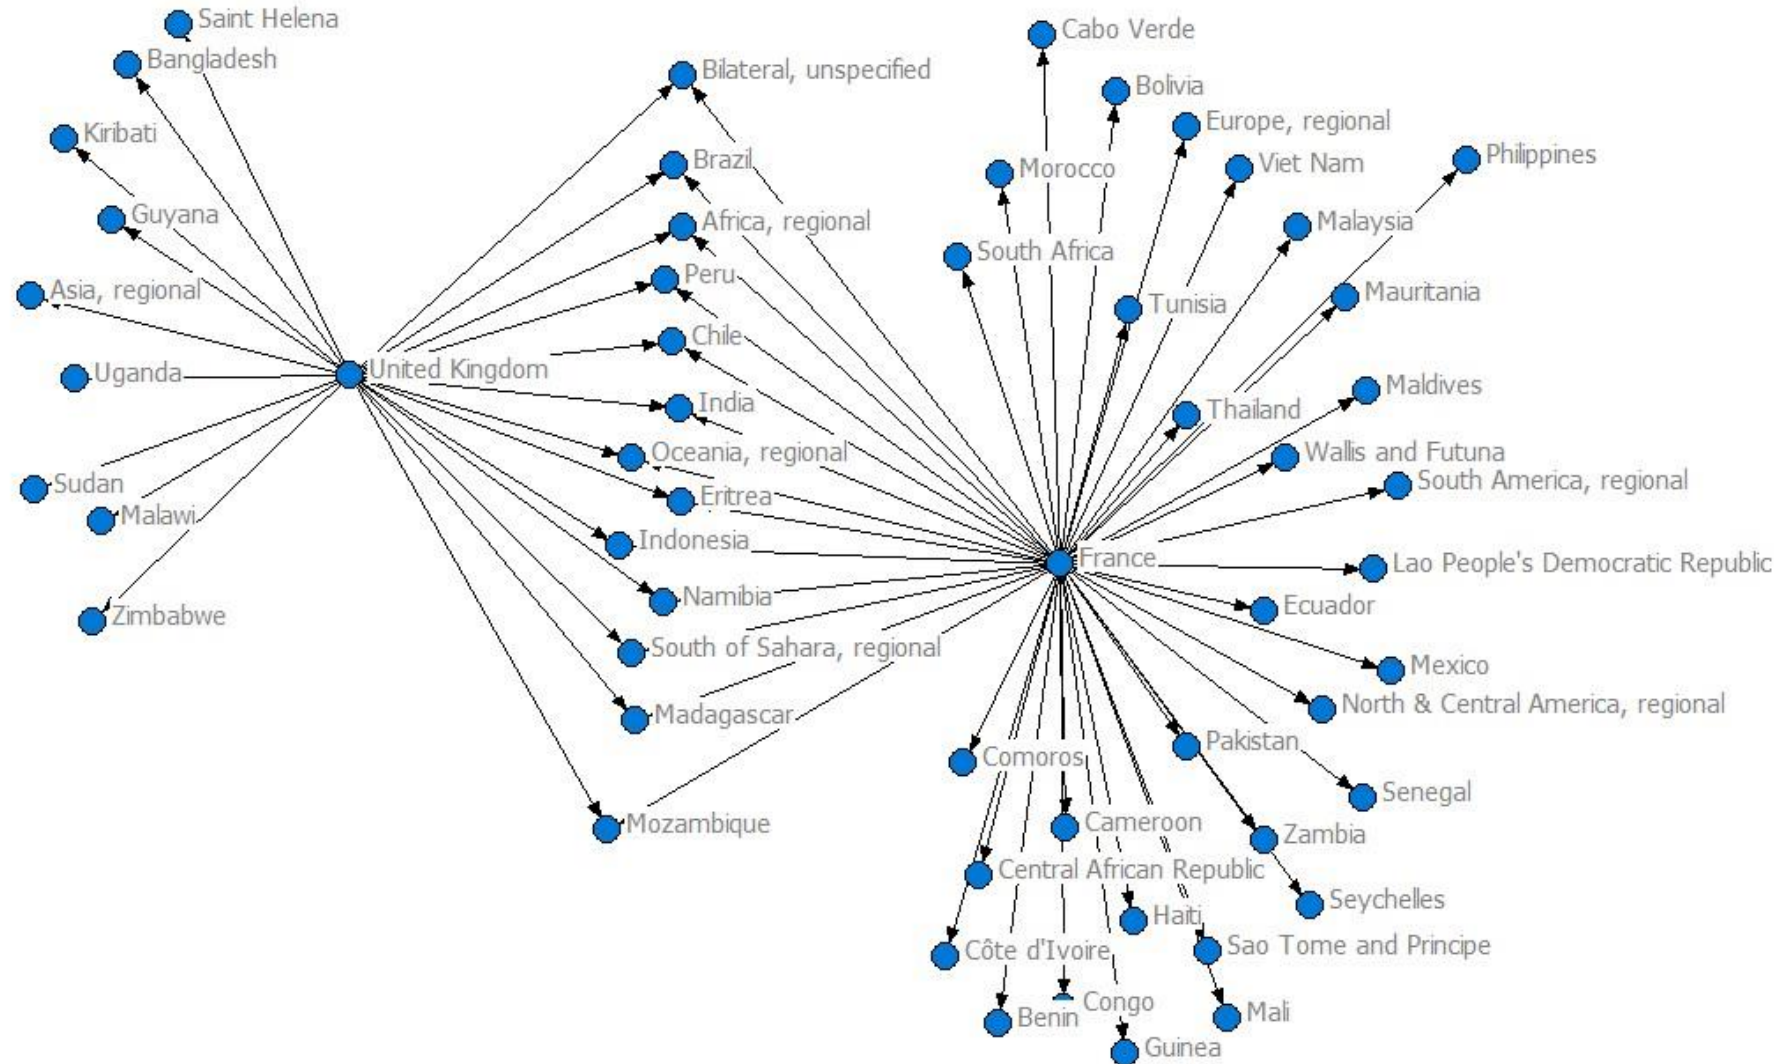 Saint Helena
Bangladesh
Kiribati
Guyana
Asia, regional
Uganda
United Kingdom
Sudan
Malawi
Zimbabwe
Bilateral, unspecified
Brazil
Africa, regional
Peru
Chile
India
Oceania, regional
Eritrea
Indonesia
Namibia
South of Sahara, regional
Madagascar
Mozambique
Cabo Verde
Bolivia
Europe, regional
Morocco
Viet Nam
Philippines
Malaysia
South Africa
Tunisia
Mauritania
Maldives
Thailand
Wallis and Futuna
South America, regional
France
Lao People's Democratic Republic
Ecuador
Mexico
North & Central America, regional
Pakistan
Comoros
Senegal
Cameroon
Zambia
Central African Republic
Seychelles
Haiti
Côte d'Ivoire
Sao Tome and Principe
Congo
Benin
Mali
Guinea